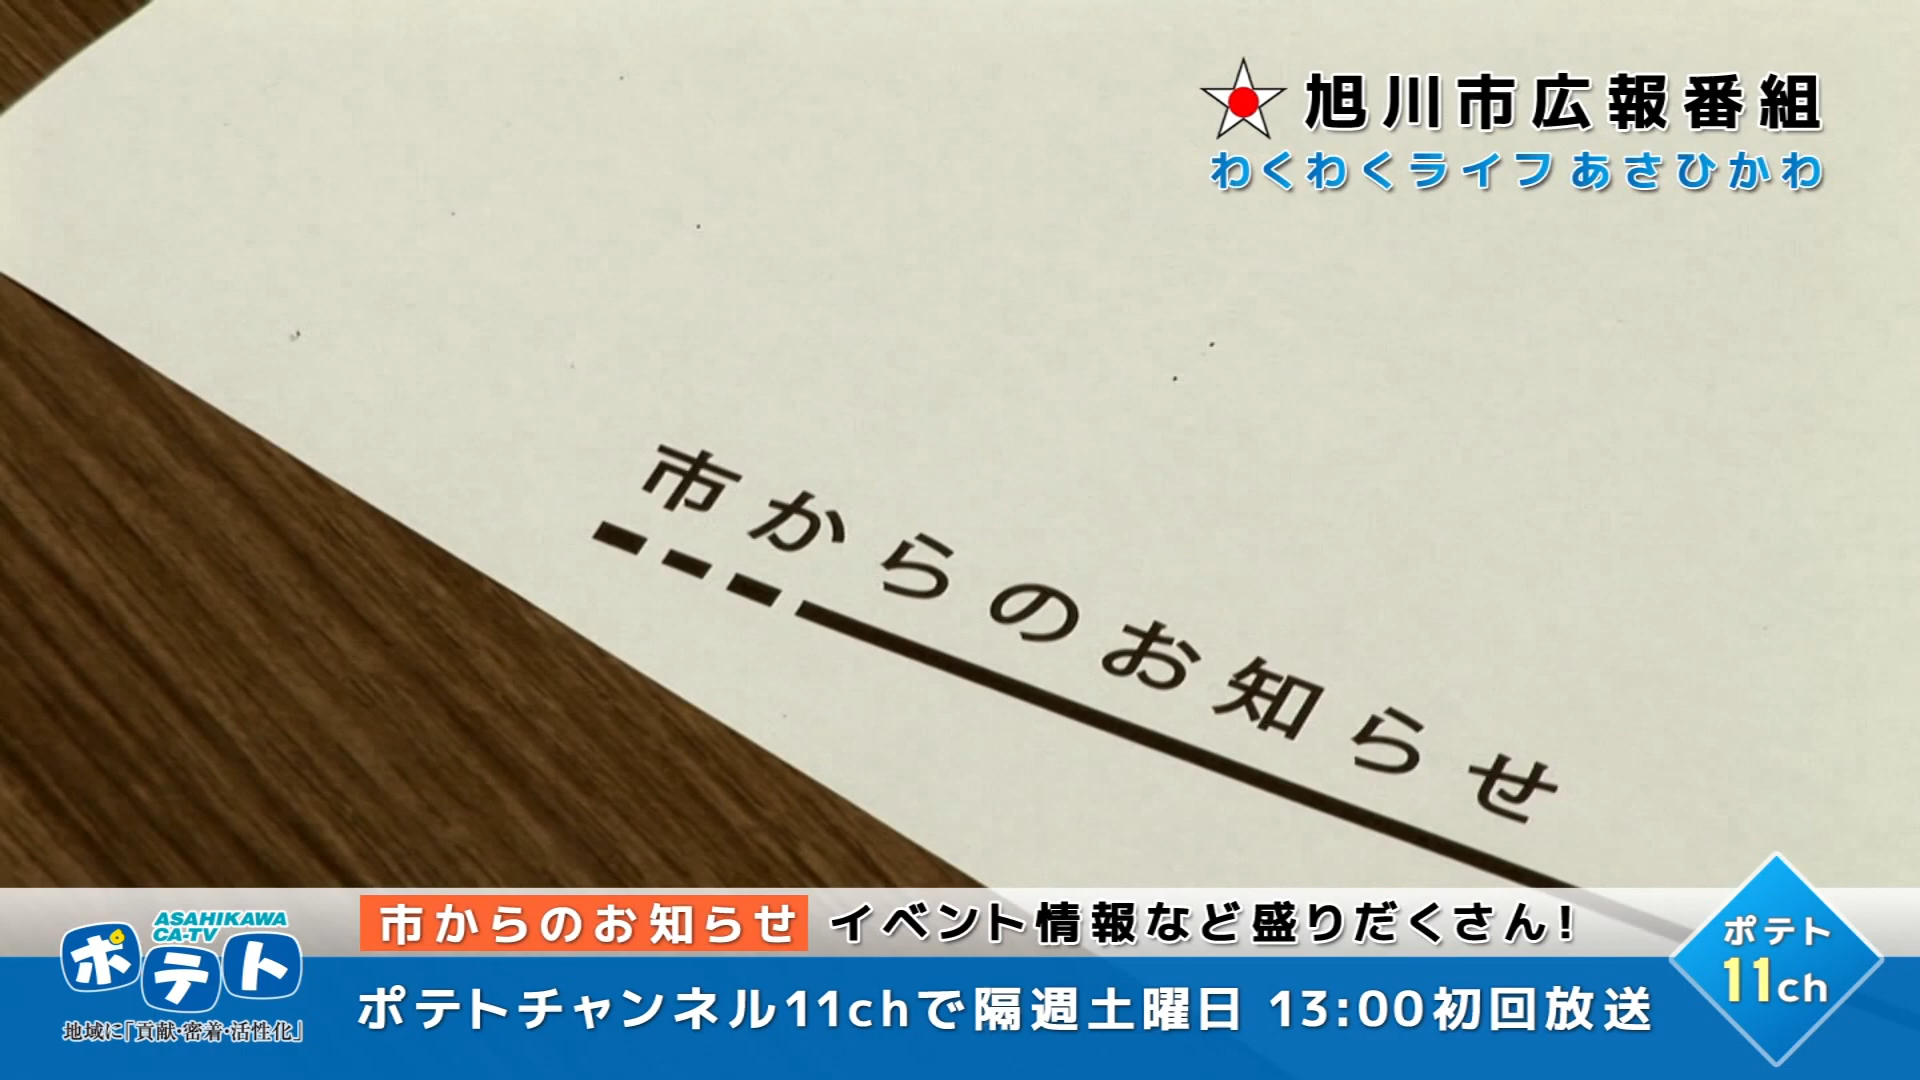 旭川市広報番組
わくわくライフ あさひかわ
市からのお知らせ
市からのお知らせ イベント情報など盛りだくさん!
ポテトチャンネル11chで隔週土曜日 13:00初回放送
ASAHIKAWA
CA-TV
ポテト
地域に「貢献・密着・活性化」
ポテト
11ch